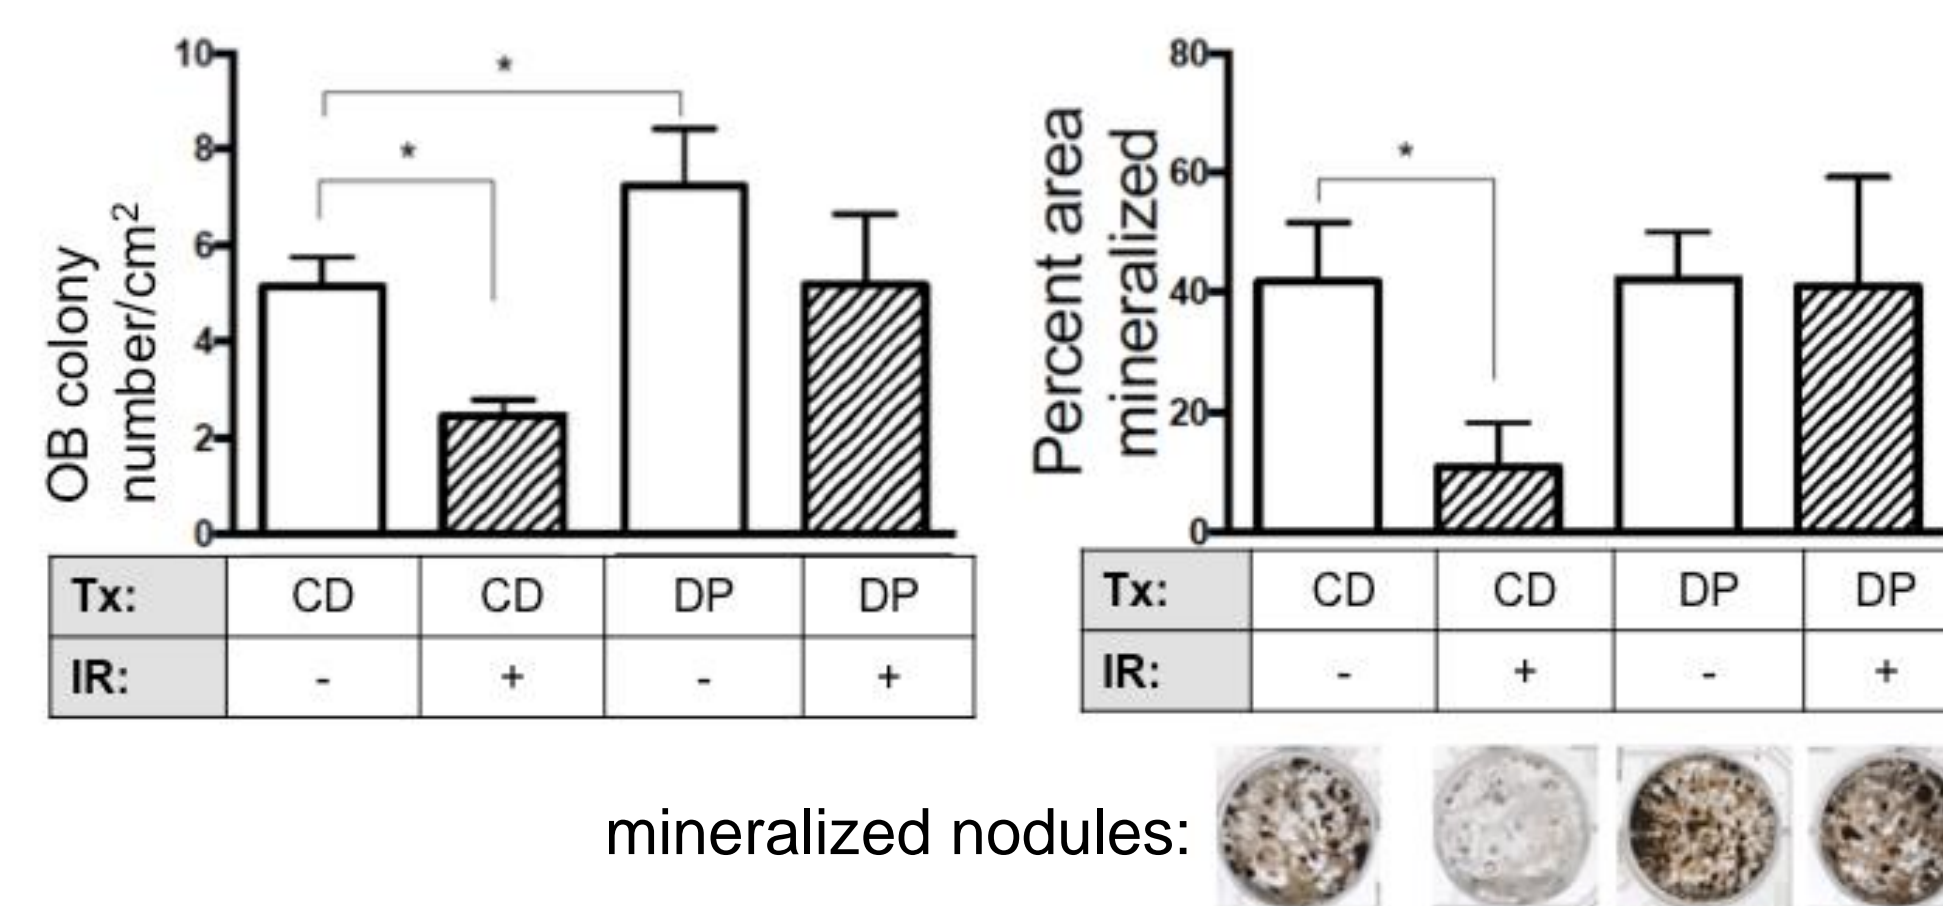 10
8
6
4
2
0
*
*
OB colony
number/cm²
Tx: CD CD DP DP
IR: - + - +
80
60
40
20
0
*
Percent area
mineralized
Tx: CD CD DP DP
IR: - + - +
mineralized nodules: